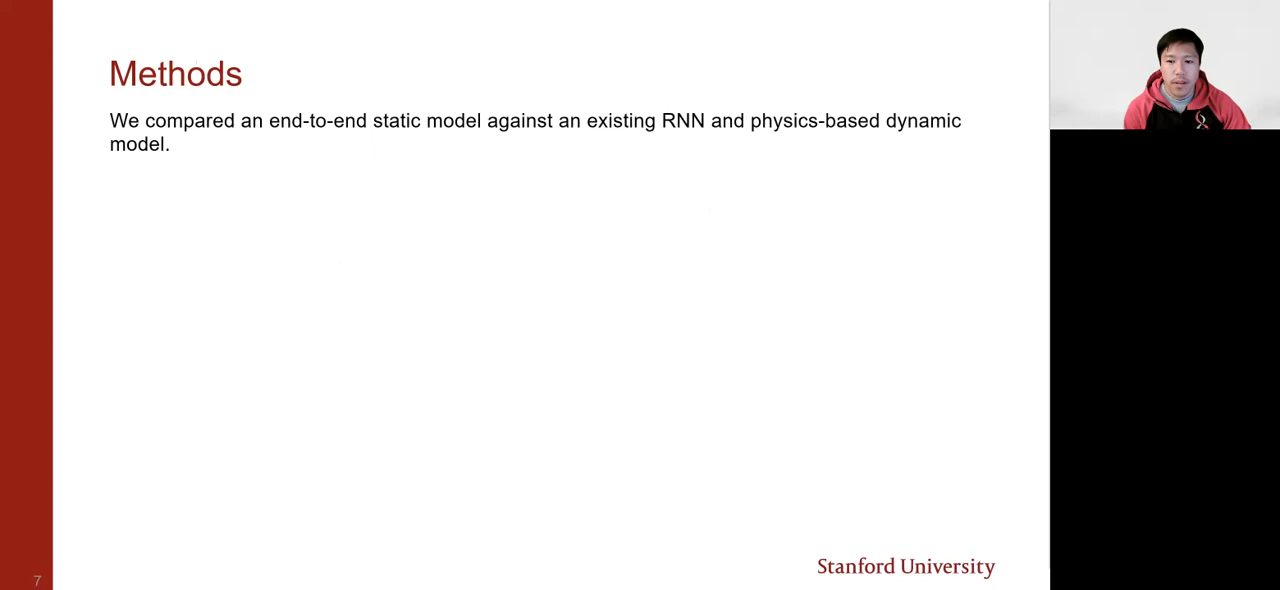 Methods
We compared an end-to-end static model against an existing RNN and physics-based dynamic
model.
Stanford University
7